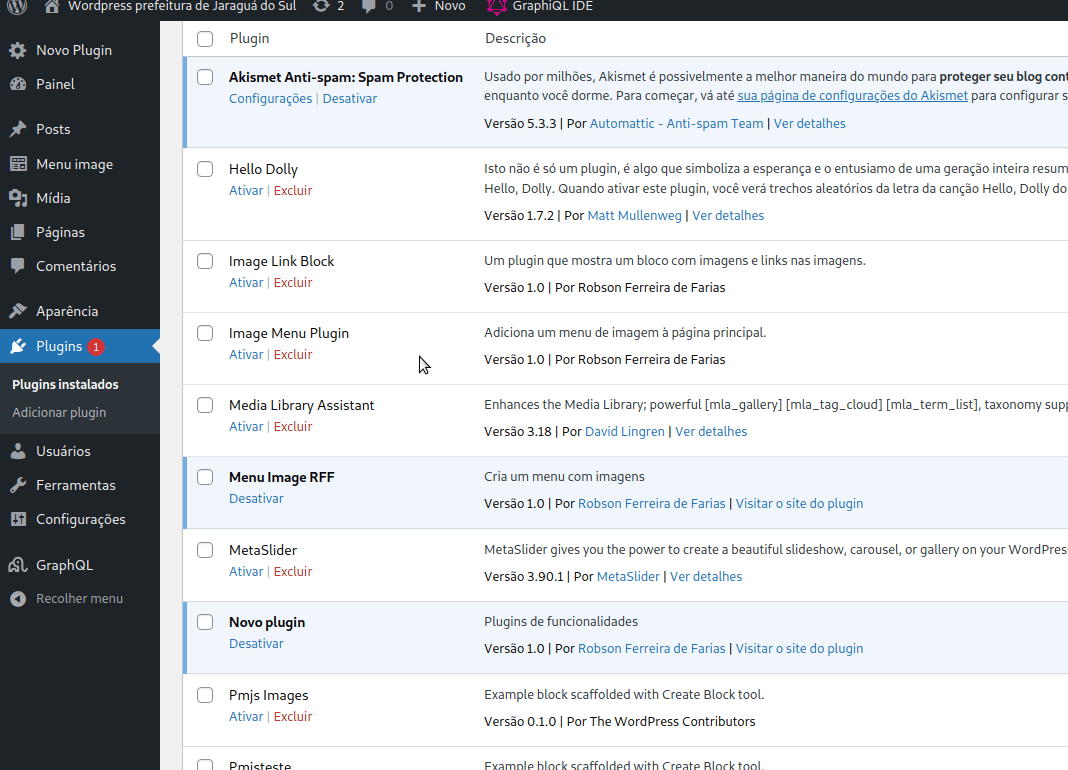 Wordpress prefeitura de Jaraguá do Sul 2 0 Novo GraphiQL IDE
Novo Plugin
Painel
Posts
Menu image
Mídia
Páginas
Comentários
Aparência
Plugins 1
Plugins instalados
Adicionar plugin
Usuários
Ferramentas
Configurações
GraphQL
Recolher menu
Plugin Descrição
Akismet Anti-spam: Spam Protection
Configurações | Desativar
Usado por milhões, Akismet é possivelmente a melhor maneira do mundo para proteger seu blog cont
enquanto você dorme. Para começar, vá até sua página de configurações do Akismet para configurar s
Versão 5.3.3 | Por Automattic - Anti-spam Team | Ver detalhes
Hello Dolly
Ativar | Excluir
Isto não é só um plugin, é algo que simboliza a esperança e o entusiamo de uma geração inteira resum
Hello, Dolly. Quando ativar este plugin, você verá trechos aleatórios da letra da canção Hello, Dolly do
Versão 1.7.2 | Por Matt Mullenweg | Ver detalhes
Image Link Block
Ativar | Excluir
Um plugin que mostra um bloco com imagens e links nas imagens.
Versão 1.0 | Por Robson Ferreira de Farias
Image Menu Plugin
Ativar | Excluir
Adiciona um menu de imagem à página principal.
Versão 1.0 | Por Robson Ferreira de Farias
Media Library Assistant
Ativar | Excluir
Enhances the Media Library; powerful [mla_gallery] [mla_tag_cloud] [mla_term_list], taxonomy supp
Versão 3.18 | Por David Lingren | Ver detalhes
Menu Image RFF
Desativar
Cria um menu com imagens
Versão 1.0 | Por Robson Ferreira de Farias | Visitar o site do plugin
MetaSlider
Ativar | Excluir
MetaSlider gives you the power to create a beautiful slideshow, carousel, or gallery on your WordPres
Versão 3.90.1 | Por MetaSlider | Ver detalhes
Novo plugin
Desativar
Plugins de funcionalidades
Versão 1.0 | Por Robson Ferreira de Farias | Visitar o site do plugin
Pmjs Images
Ativar | Excluir
Example block scaffolded with Create Block tool.
Versão 0.1.0 | Por The WordPress Contributors
Pmjsteste
Example block scaffolded with Create Block tool.